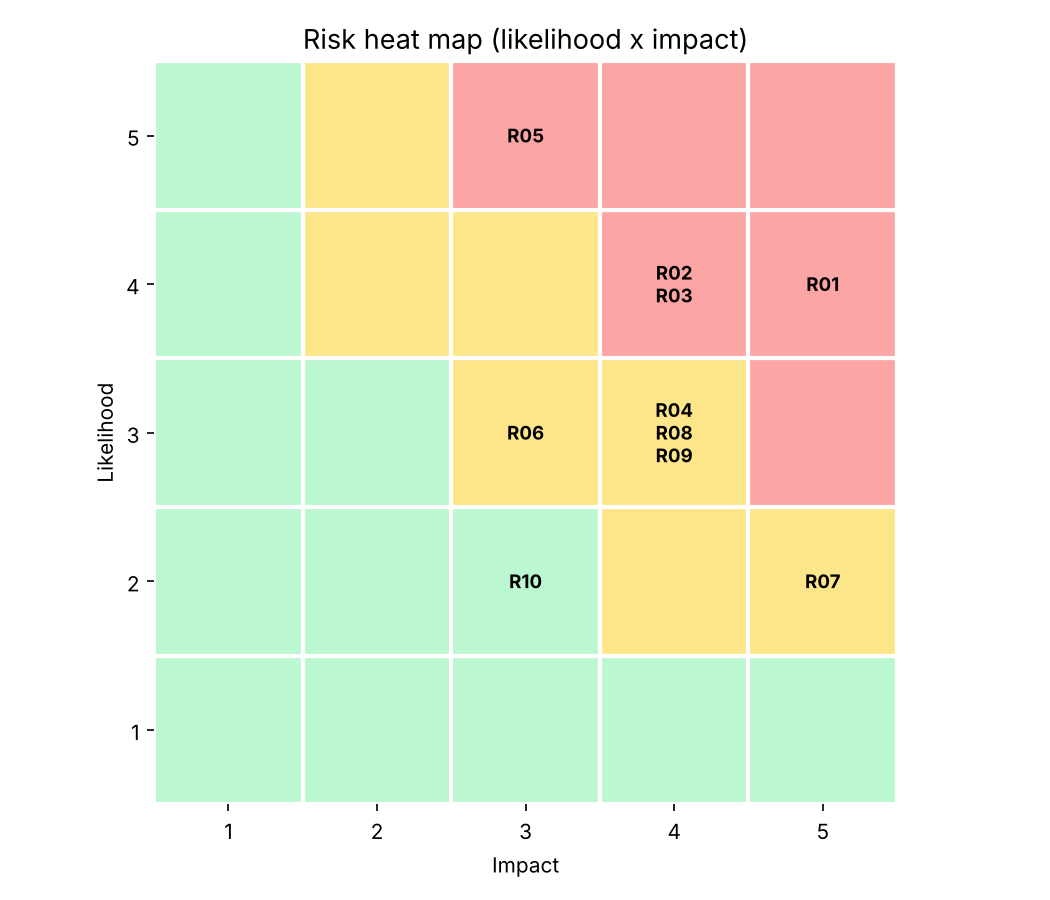 Risk heat map (likelihood x impact)
5
R05
4
R02
R03
R01
Likelihood
3
R06
R04
R08
R09
2
R10
R07
1
1
2
3
4
5
Impact